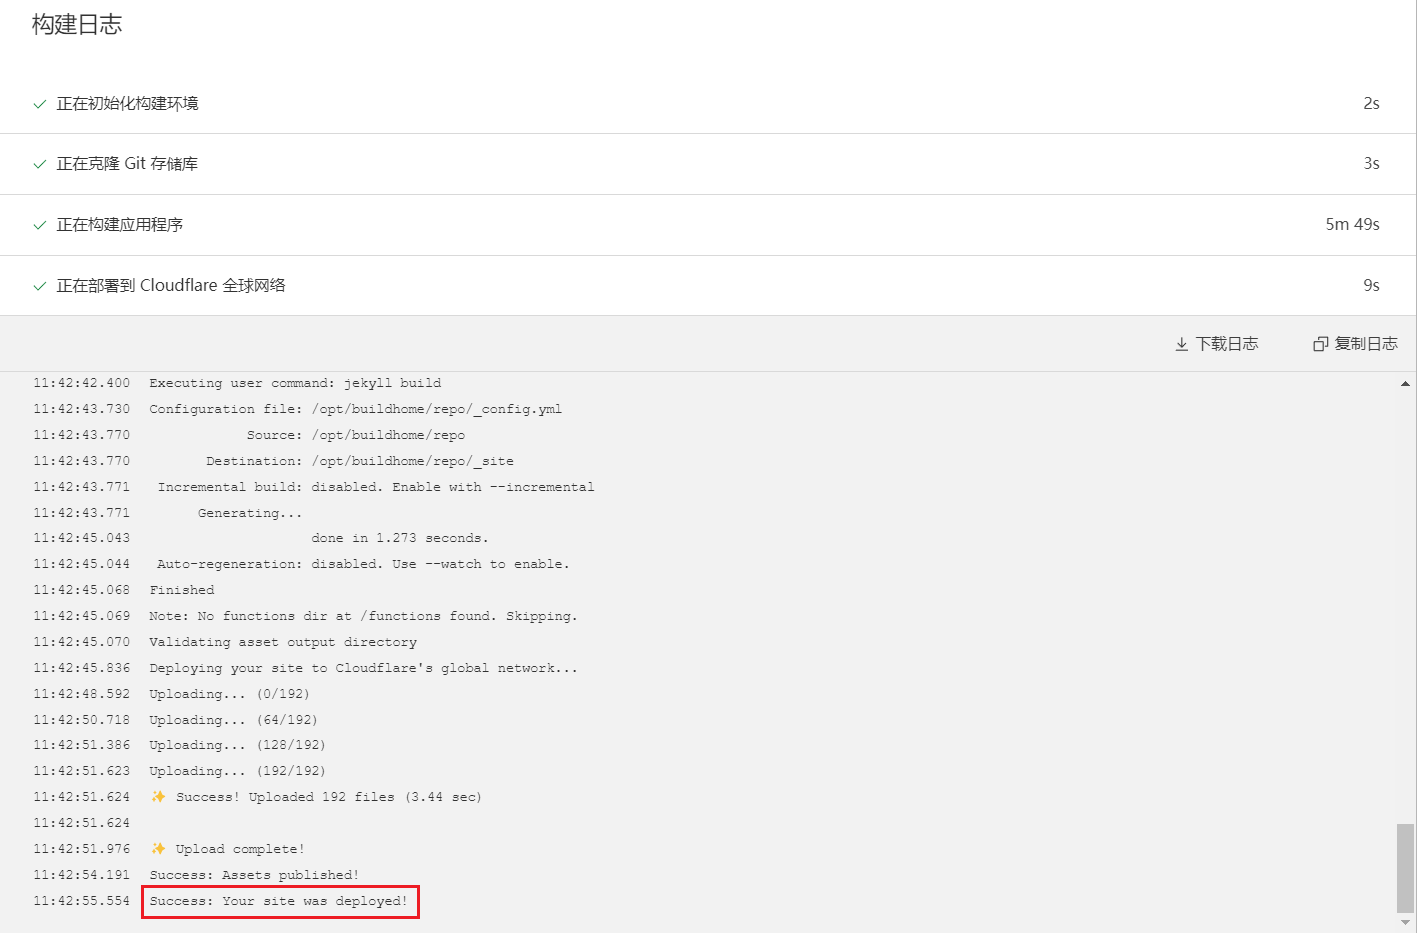 构建日志
正在初始化构建环境 2s
正在克隆 Git 存储库 3s
正在构建应用程序 5m 49s
正在部署到 Cloudflare 全球网络 9s
下载日志 复制日志
11:42:42.400 Executing user command: jekyll build
11:42:43.730 Configuration file: /opt/buildhome/repo/_config.yml
11:42:43.770 Source: /opt/buildhome/repo
11:42:43.770 Destination: /opt/buildhome/repo/_site
11:42:43.771 Incremental build: disabled. Enable with --incremental
11:42:43.771 Generating...
11:42:45.043 done in 1.273 seconds.
11:42:45.044 Auto-regeneration: disabled. Use --watch to enable.
11:42:45.068 Finished
11:42:45.069 Note: No functions dir at /functions found. Skipping.
11:42:45.070 Validating asset output directory
11:42:45.836 Deploying your site to Cloudflare's global network...
11:42:48.592 Uploading... (0/192)
11:42:50.718 Uploading... (64/192)
11:42:51.386 Uploading... (128/192)
11:42:51.623 Uploading... (192/192)
11:42:51.624 ✨ Success! Uploaded 192 files (3.44 sec)
11:42:51.624
11:42:51.976 ✨ Upload complete!
11:42:54.191 Success: Assets published!
11:42:55.554 Success: Your site was deployed!